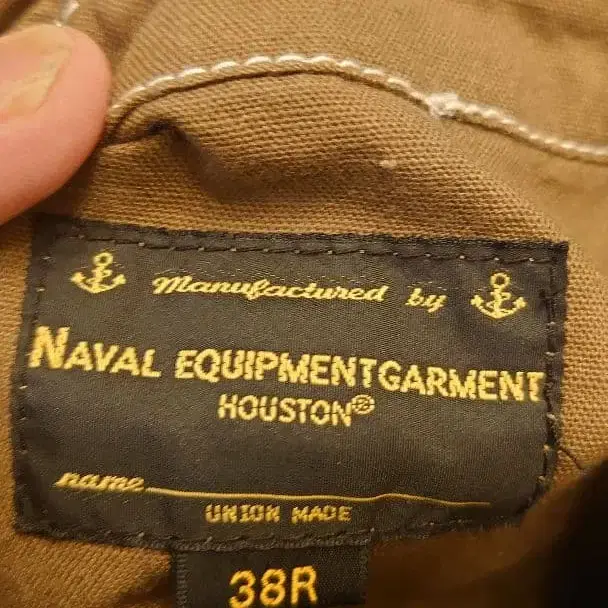 Manufactured by
NAVAL EQUIPMENTGARMENT
HOUSTON®
name
UNION MADE
38R